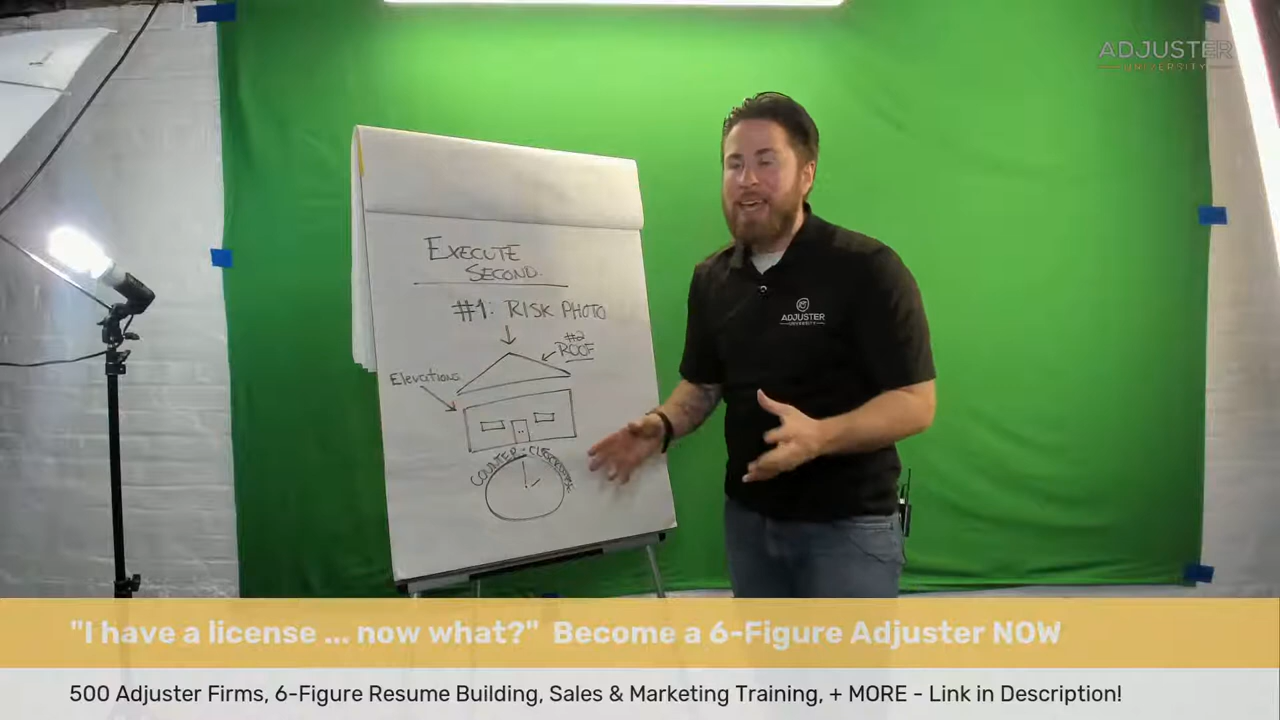 ADJUSTER
UNIVERSITY
EXECUTE
SECOND.
#1: RISK PHOTO
#2
ROOF
Elevations
COUNTER-CLOCKWISE
ADJUSTER
UNIVERSITY
"I have a license ... now what?" Become a 6-Figure Adjuster NOW
500 Adjuster Firms, 6-Figure Resume Building, Sales & Marketing Training, + MORE - Link in Description!